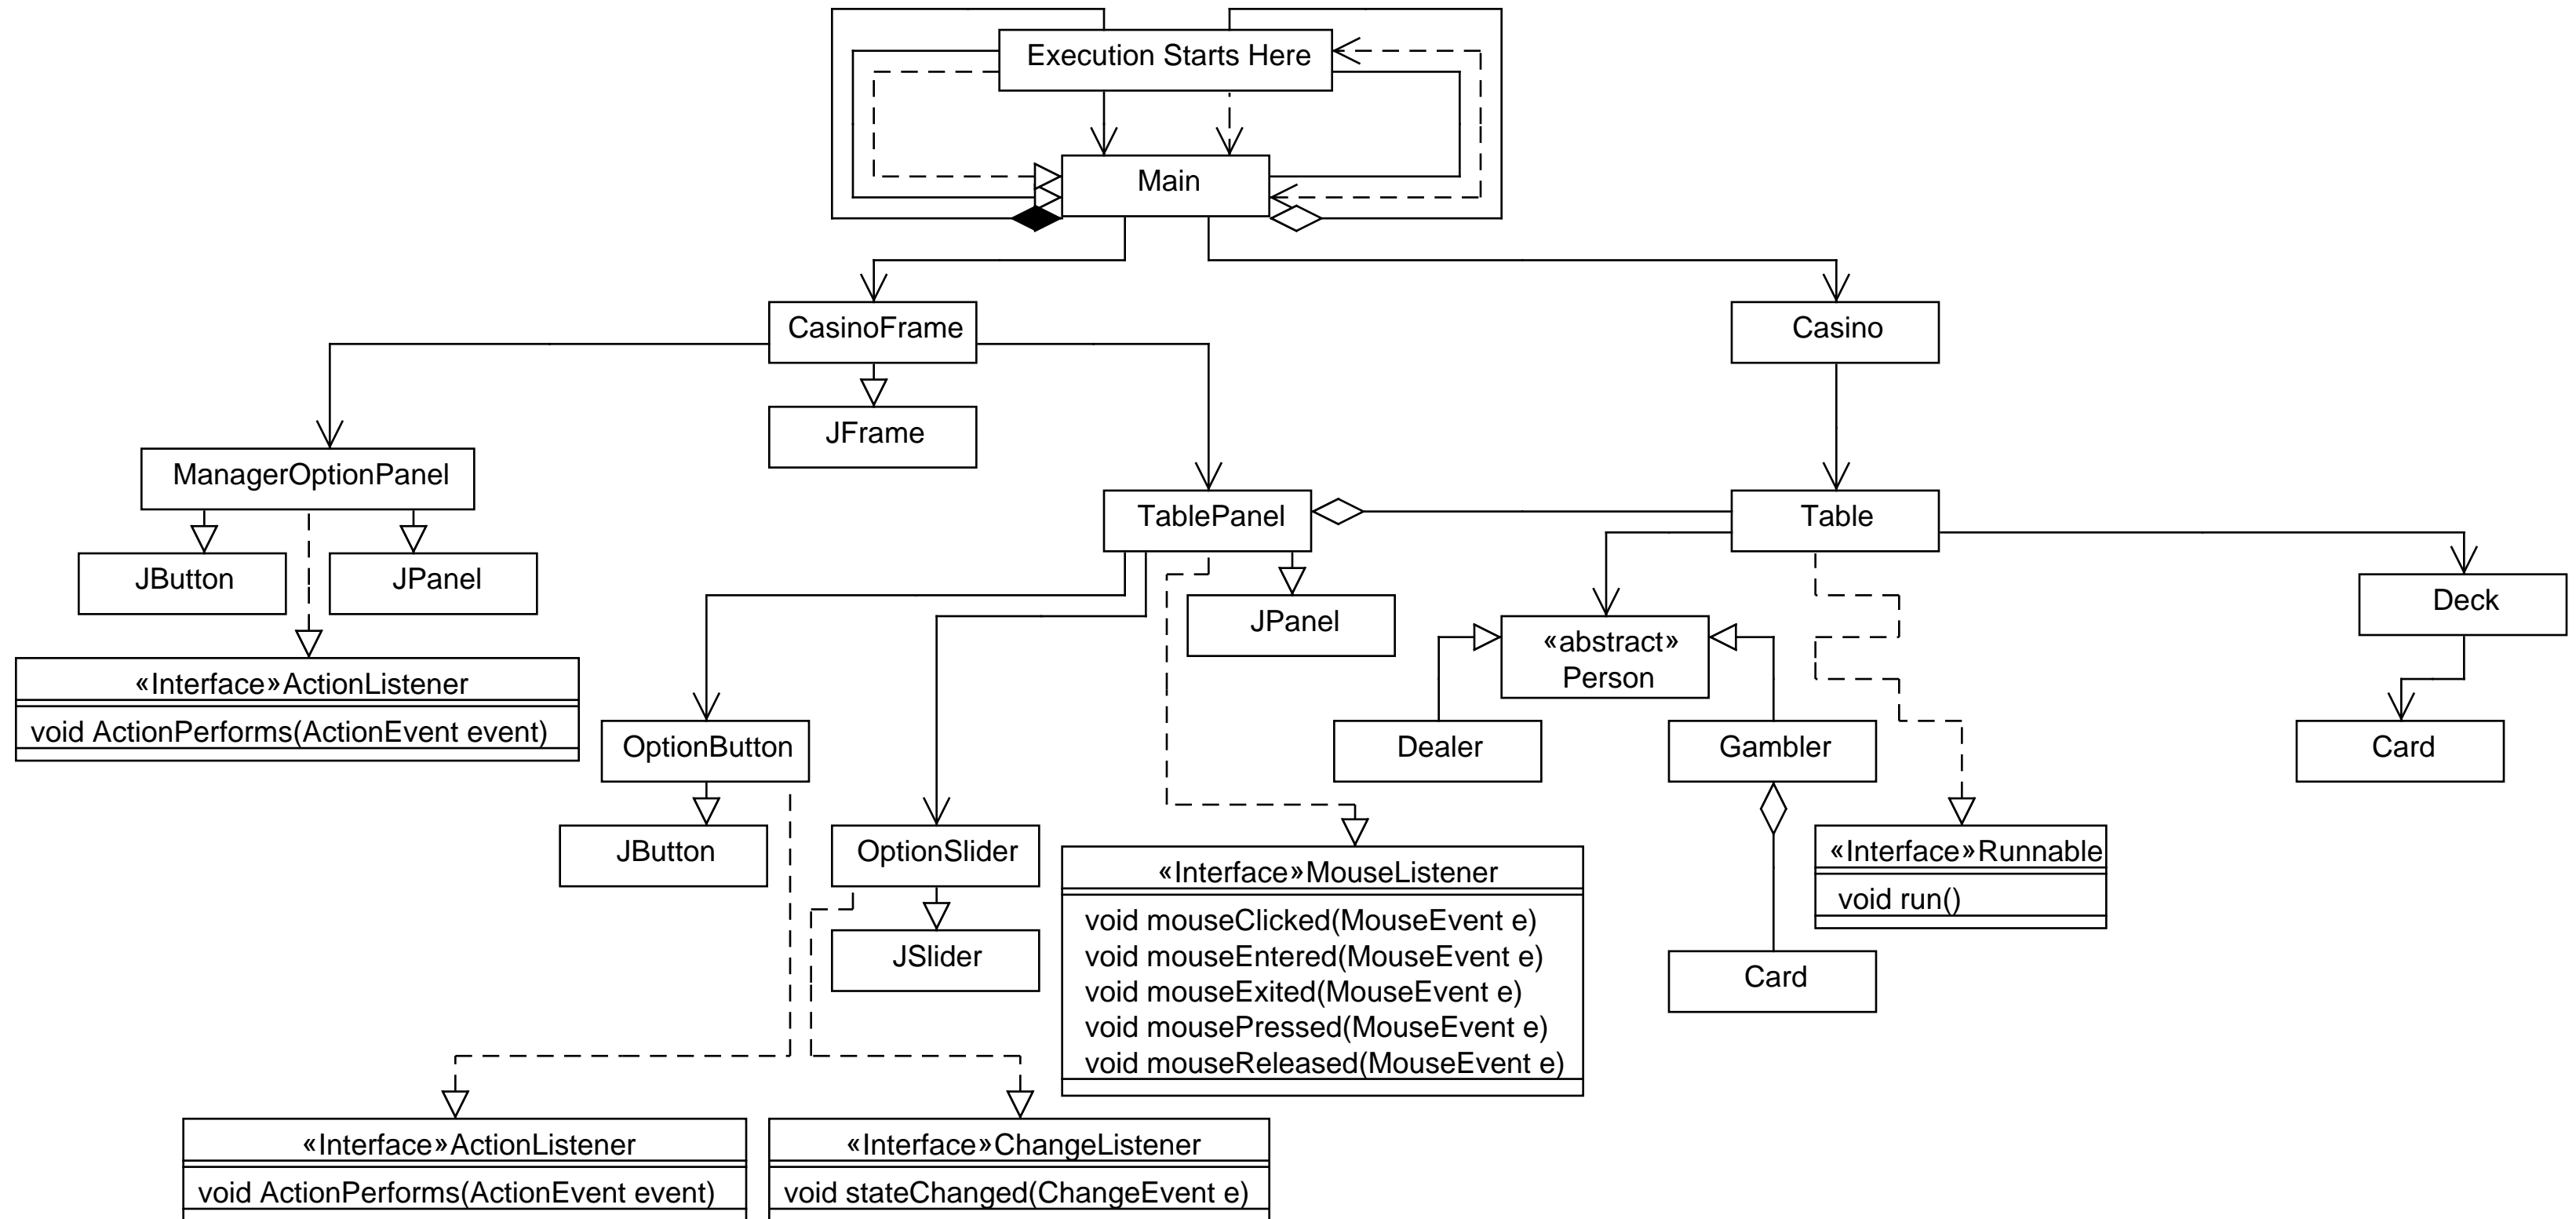 Execution Starts Here
Main
CasinoFrame
Casino
JFrame
ManagerOptionPanel
TablePanel
Table
JButton
JPanel
JPanel
Deck
«abstract»
Person
«Interface»ActionListener
void ActionPerforms(ActionEvent event)
OptionButton
Dealer
Gambler
Card
JButton
OptionSlider
«Interface»MouseListener
void mouseClicked(MouseEvent e)
void mouseEntered(MouseEvent e)
void mouseExited(MouseEvent e)
void mousePressed(MouseEvent e)
void mouseReleased(MouseEvent e)
«Interface»Runnable
void run()
JSlider
Card
«Interface»ActionListener
void ActionPerforms(ActionEvent event)
«Interface»ChangeListener
void stateChanged(ChangeEvent e)